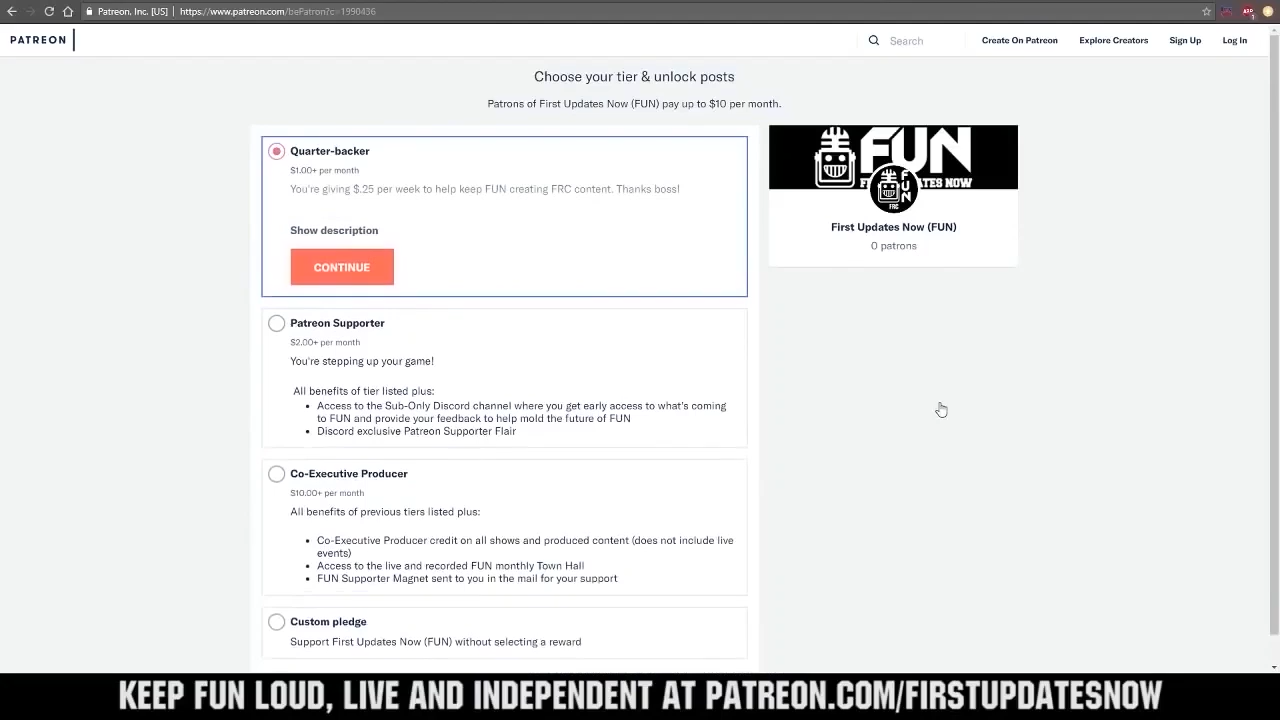 Patreon, Inc. [US] | https://www.patreon.com/bePatron?c=1990436
PATREON
Search
Create On Patreon
Explore Creators
Sign Up
Log In
Choose your tier & unlock posts
Patrons of First Updates Now (FUN) pay up to $10 per month.
Quarter-backer
$1.00+ per month
You're giving $.25 per week to help keep FUN creating FRC content. Thanks boss!
Show description
CONTINUE
Patreon Supporter
$2.00+ per month
You're stepping up your game!
All benefits of tier listed plus:
• Access to the Sub-Only Discord channel where you get early access to what's coming
to FUN and provide your feedback to help mold the future of FUN
• Discord exclusive Patreon Supporter Flair
Co-Executive Producer
$10.00+ per month
All benefits of previous tiers listed plus:
• Co-Executive Producer credit on all shows and produced content (does not include live
events)
• Access to the live and recorded FUN monthly Town Hall
• FUN Supporter Magnet sent to you in the mail for your support
Custom pledge
Support First Updates Now (FUN) without selecting a reward
FUN
TES NOW
FUN
FRC
First Updates Now (FUN)
0 patrons
KEEP FUN LOUD, LIVE AND INDEPENDENT AT PATREON.COM/FIRSTUPDATESNOW